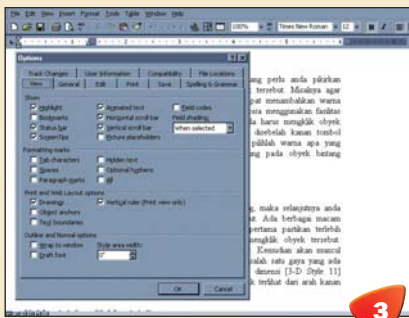 File Edit View Insert Format Tools Table Window Help
100% Times New Roman 12
Options
Track Changes User Information Compatibility File Locations
View General Edit Print Save Spelling & Grammar
Show
Highlight Animated text Field codes
Bookmarks Horizontal scroll bar Field shading:
Status bar Vertical scroll bar When selected
ScreenTips Picture placeholders
Formatting marks
Tab characters Hidden text
Spaces Optional hyphens
Paragraph marks All
Print and Web Layout options
Drawings Vertical ruler (Print view only)
Object anchors
Text boundaries
Outline and Normal options
Wrap to window Style area width:
Draft font 0"
OK Cancel
yang perlu anda pikirkan
tersebut. Misalnya agar
menambahkan warna
menggunakan fasilitas
harus mengklik obyek
disebelah kanan tombol
pilihlah warna apa yang
pada obyek bintang
maka selanjutnya anda
Ada berbagai macam
pertama pastikan terlebih
mengklik obyek tersebut
Kemudian akan muncul
salah satu gaya yang ada
dimensi [3-D Style 11]
terlihat dari arah kanan
3